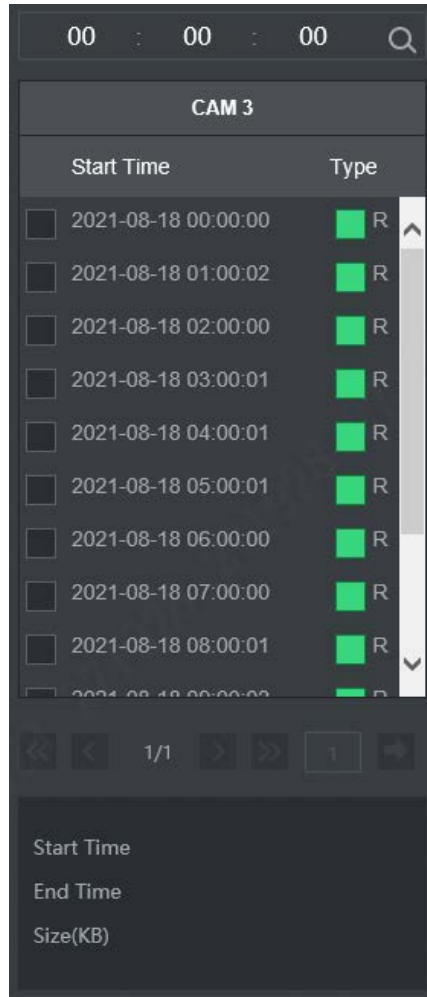 00 : 00 : 00
CAM 3
Start Time Type
2021-08-18 00:00:00 R
2021-08-18 01:00:02 R
2021-08-18 02:00:00 R
2021-08-18 03:00:01 R
2021-08-18 04:00:01 R
2021-08-18 05:00:01 R
2021-08-18 06:00:00 R
2021-08-18 07:00:00 R
2021-08-18 08:00:01 R
1/1 1
Start Time
End Time
Size(KB)